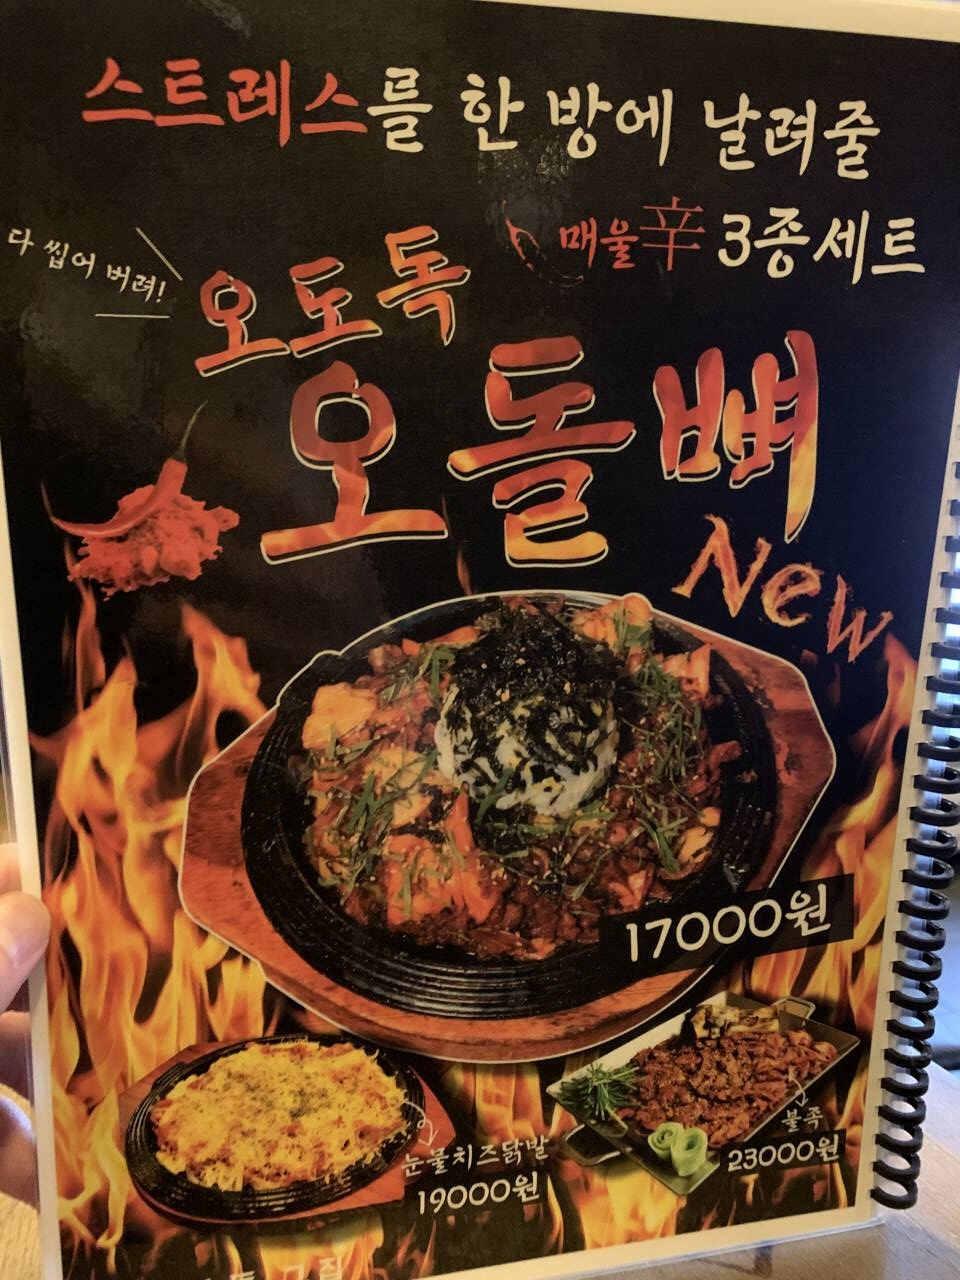 스트레스를 한 방에 날려줄
매울辛 3종세트
다 씹어 버려!
오도독
오돌뼈
New
17000원
눈물치즈닭발
19000원
불족
23000원